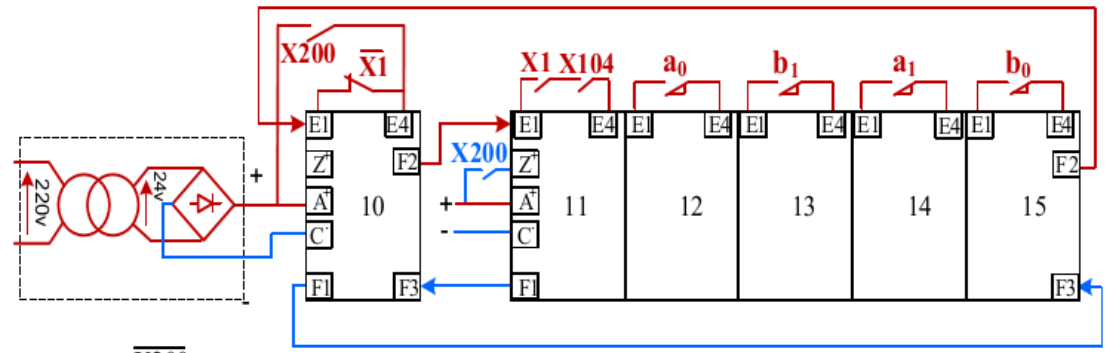 X200
X̅1̅
X1 X104 a₀ b₁ a₁ b₀
E1 E4 E1 E4 E1 E4 E1 E4 E1 E4 E1 E4
220v 24v + Z⁺ F2 X200 Z⁺ F2
A⁺ 10 + A⁺ 11 12 13 14 15
C⁻ - C⁻
- F1 F3 F1 F3